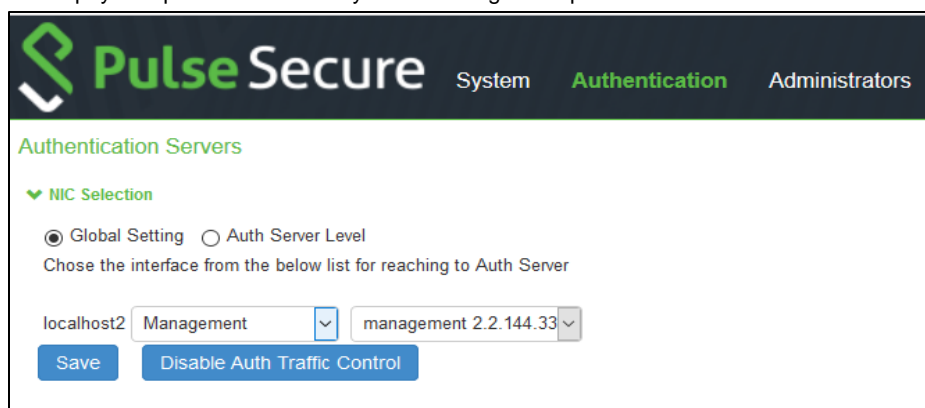 Pulse Secure System Authentication Administrators
Authentication Servers
NIC Selection
Global Setting Auth Server Level
Chose the interface from the below list for reaching to Auth Server
localhost2 Management management 2.2.144.33
Save Disable Auth Traffic Control